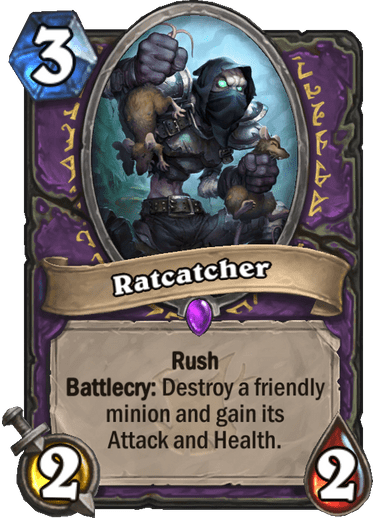 3
Ratcatcher
Rush
Battlecry: Destroy a friendly
minion and gain its
Attack and Health.
2
2